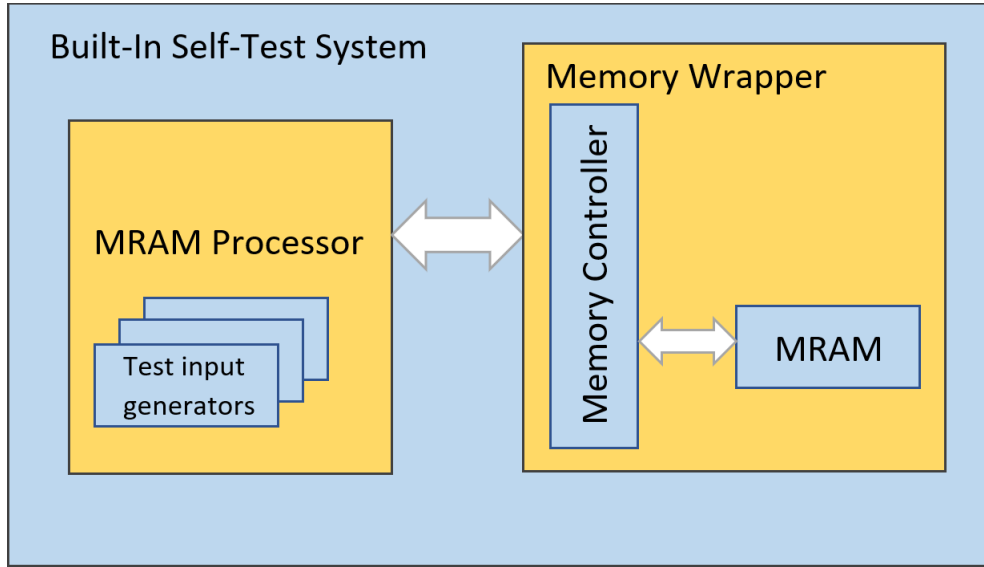 Built-In Self-Test System
Memory Wrapper
MRAM Processor
Test input
generators
Memory Controller
MRAM